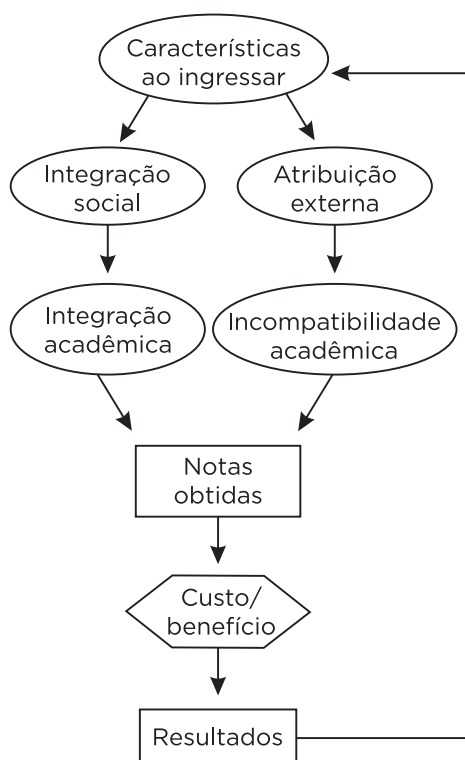 Características
ao ingressar
Integração
social
Atribuição
externa
Integração
acadêmica
Incompatibilidade
acadêmica
Notas
obtidas
Custo/
benefício
Resultados